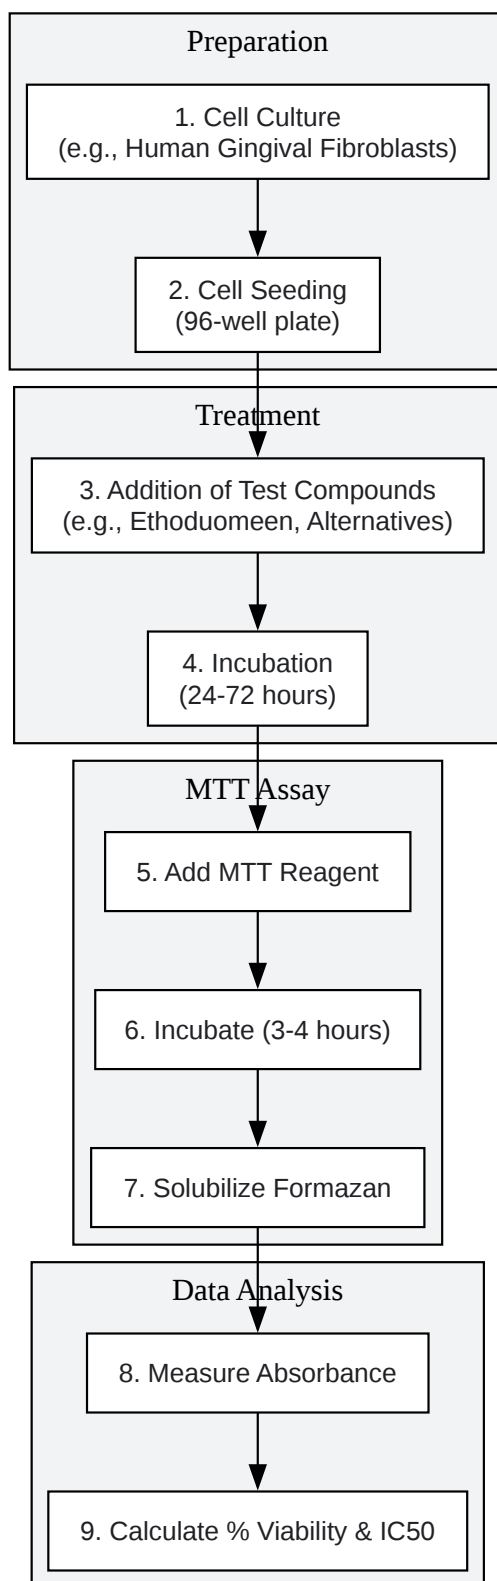 Preparation
1. Cell Culture
(e.g., Human Gingival Fibroblasts)
2. Cell Seeding
(96-well plate)
Treatment
3. Addition of Test Compounds
(e.g., Ethoduomeen, Alternatives)
4. Incubation
(24-72 hours)
MTT Assay
5. Add MTT Reagent
6. Incubate (3-4 hours)
7. Solubilize Formazan
Data Analysis
8. Measure Absorbance
9. Calculate % Viability & IC50